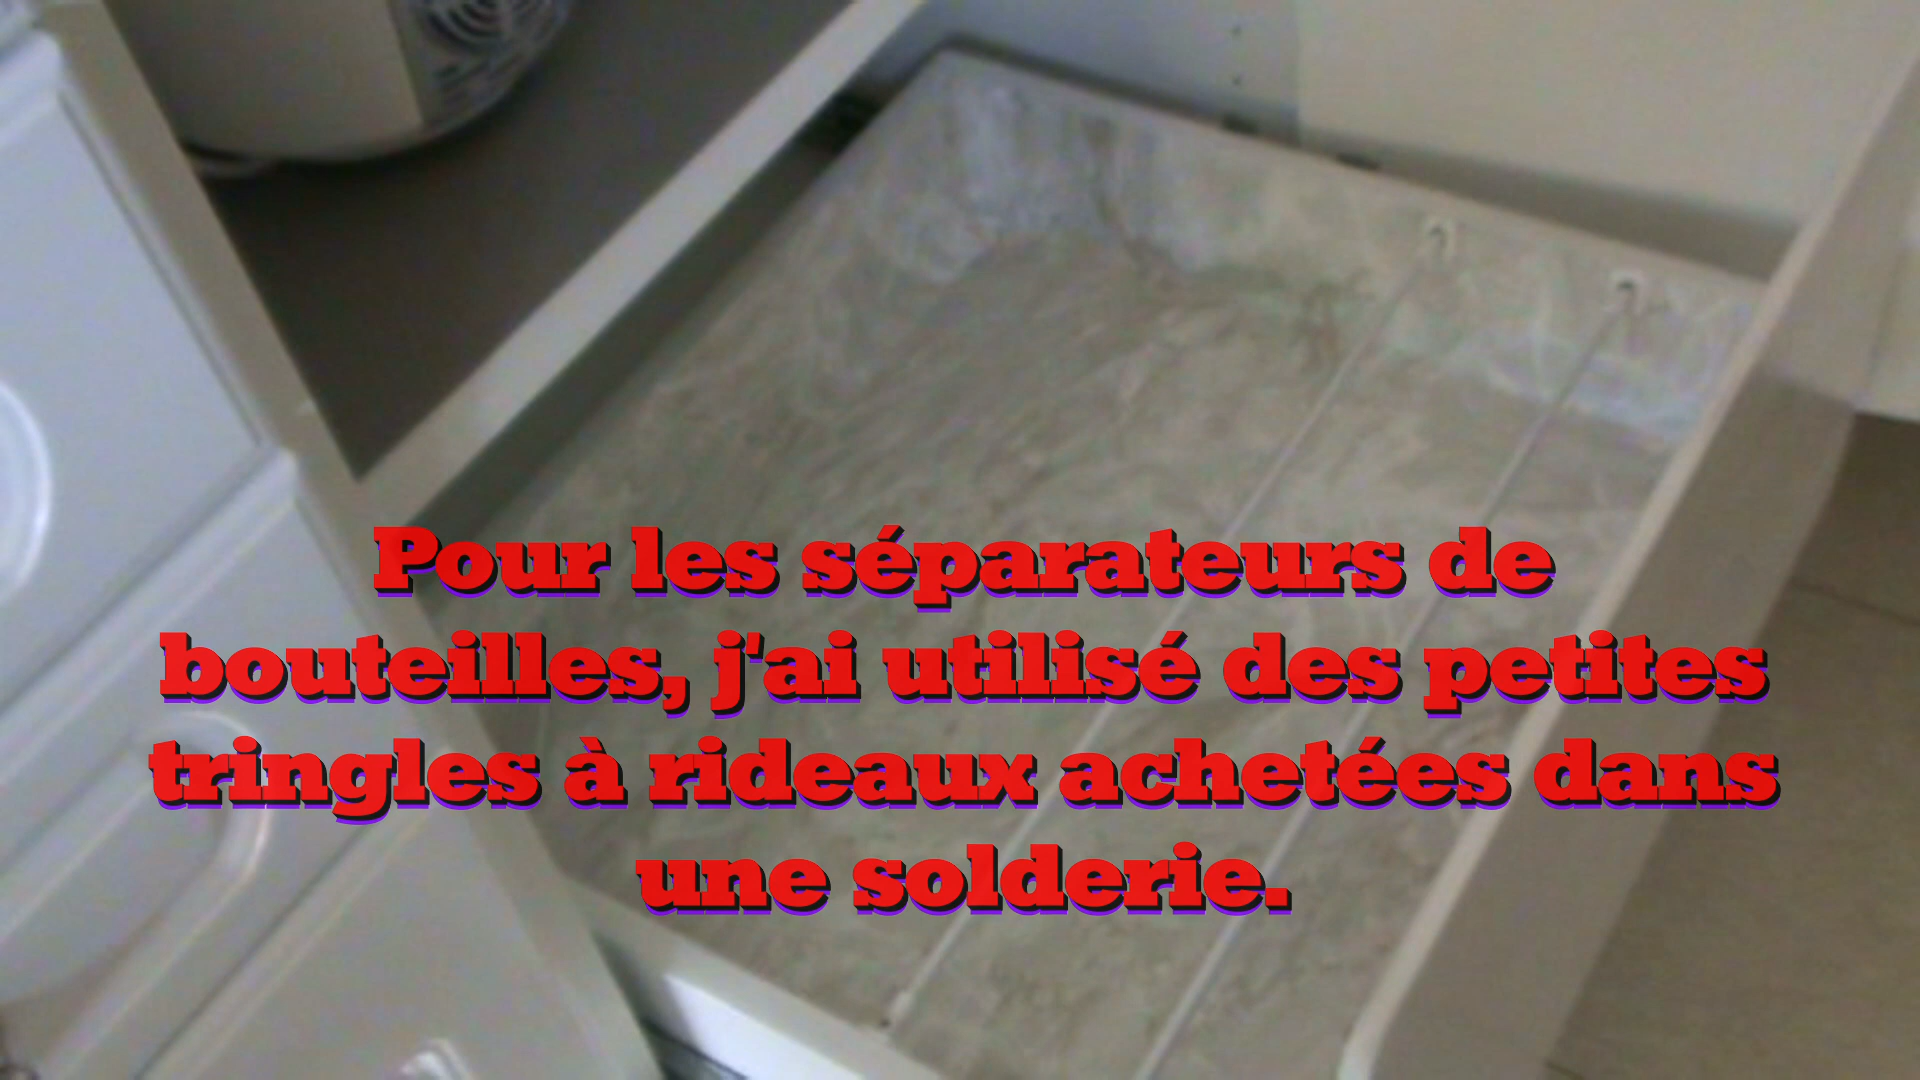 Pour les séparateurs de
bouteilles, j'ai utilisé des petites
tringles à rideaux achetées dans
une solderie.